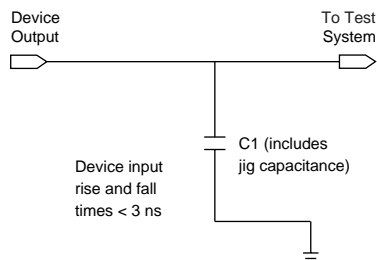 Device
Output
To Test
System
C1 (includes
jig capacitance)
Device input
rise and fall
times < 3 ns